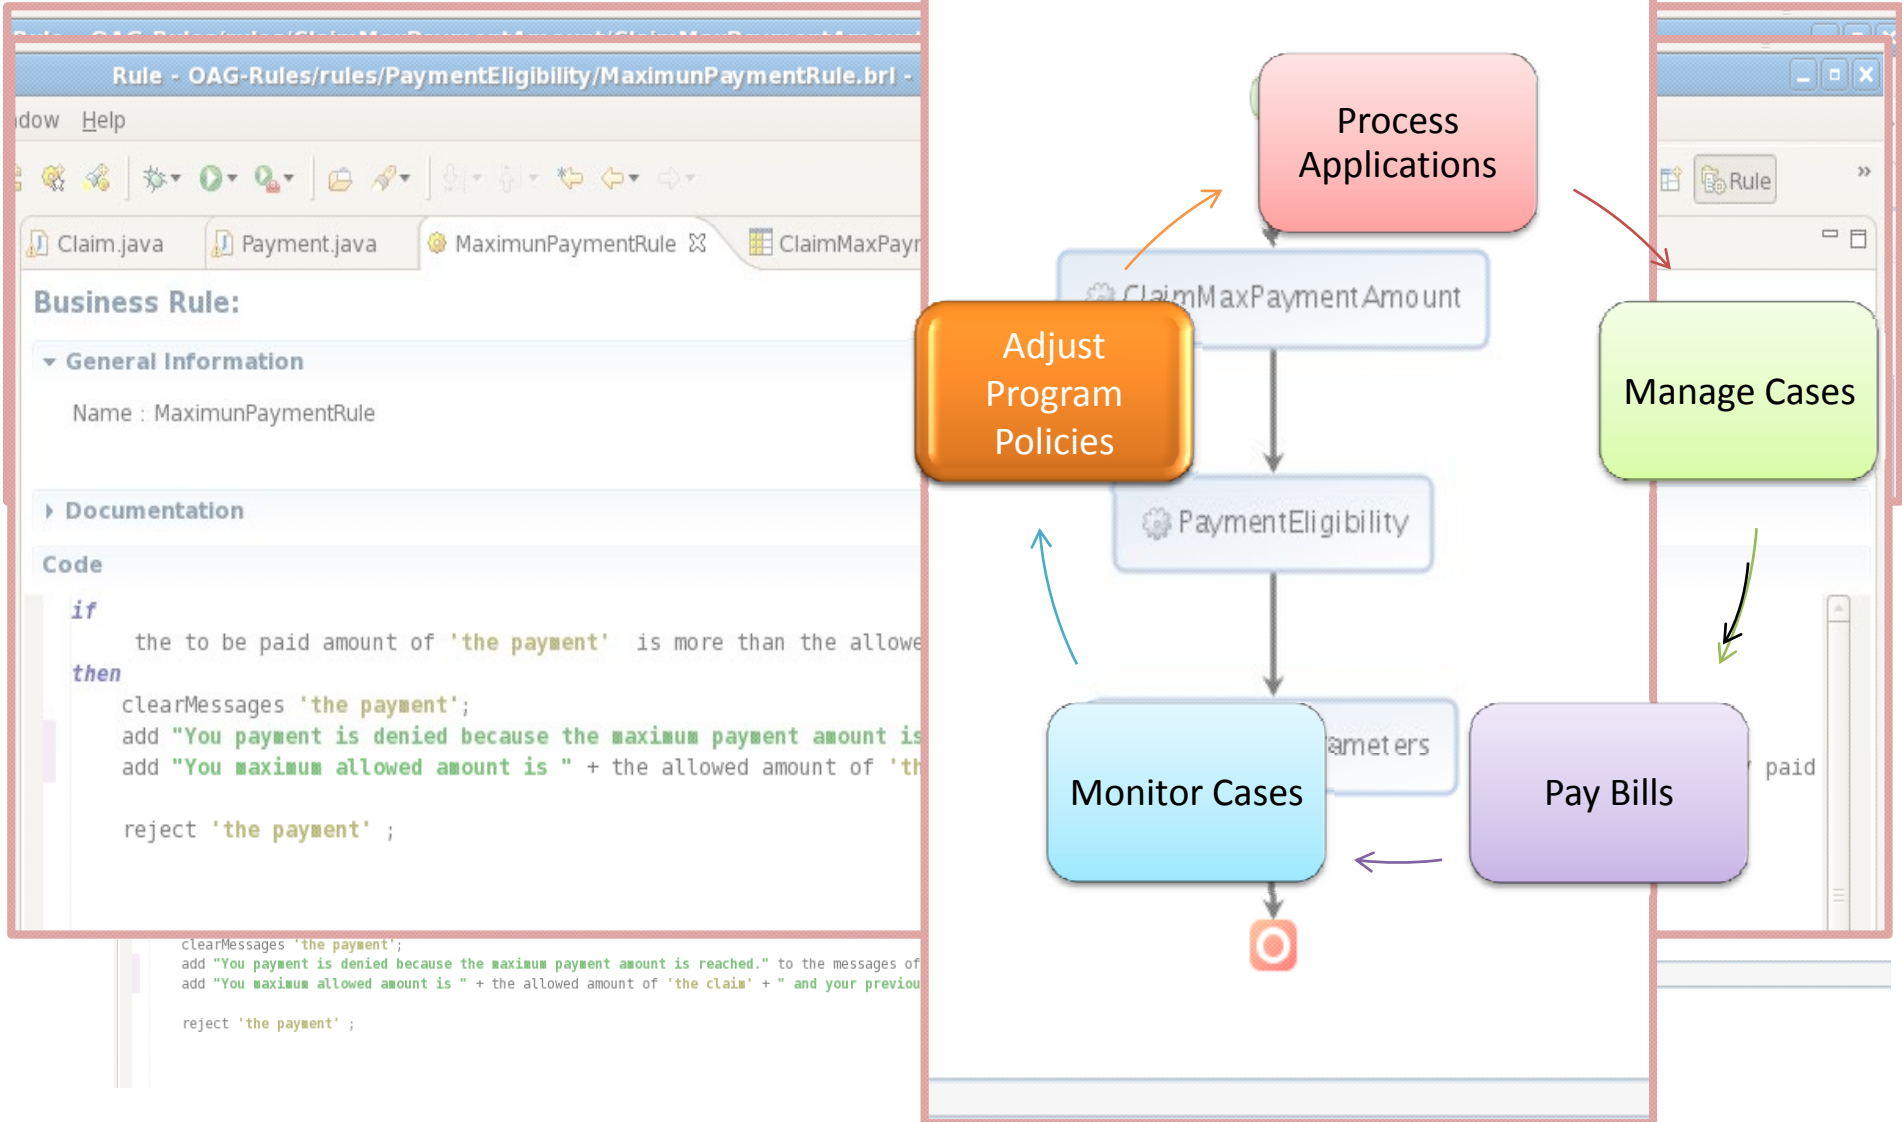 Rule - OAG-Rules/rules/ClaimMaxPaymentAmount/ClaimMaxPaymentAmount
Rule - OAG-Rules/rules/PaymentEligibility/MaximunPaymentRule.brl -
dow Help
Rule »
Claim.java Payment.java MaximunPaymentRule ClaimMaxPayr
Business Rule:
General Information
Name : MaximunPaymentRule
Documentation
Code
if
the to be paid amount of 'the payment' is more than the allowe
then
clearMessages 'the payment';
add "You payment is denied because the maximum payment amount is
add "You maximum allowed amount is " + the allowed amount of 'th
reject 'the payment' ;
paid
clearMessages 'the payment';
add "You payment is denied because the maximum payment amount is reached." to the messages of
add "You maximum allowed amount is " + the allowed amount of 'the claim' + " and your previou
reject 'the payment' ;
Process
Applications
ClaimMaxPaymentAmount
Adjust
Program
Policies
Manage Cases
PaymentEligibility
ameters
Monitor Cases
Pay Bills